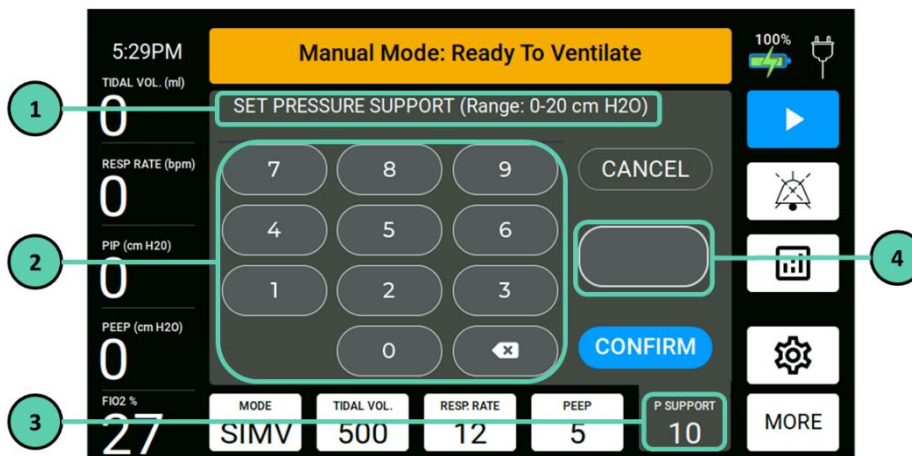 5:29PM
Manual Mode: Ready To Ventilate
100%
TIDAL VOL. (ml)
0
1
SET PRESSURE SUPPORT (Range: 0-20 cm H2O)
RESP RATE (bpm)
0
7 8 9
CANCEL
4 5 6
PIP (cm H20)
0
2
4
1 2 3
PEEP (cm H2O)
0
0
CONFIRM
FIO2 %
27
3
MODE
SIMV
TIDAL VOL.
500
RESP. RATE
12
PEEP
5
P SUPPORT
10
MORE